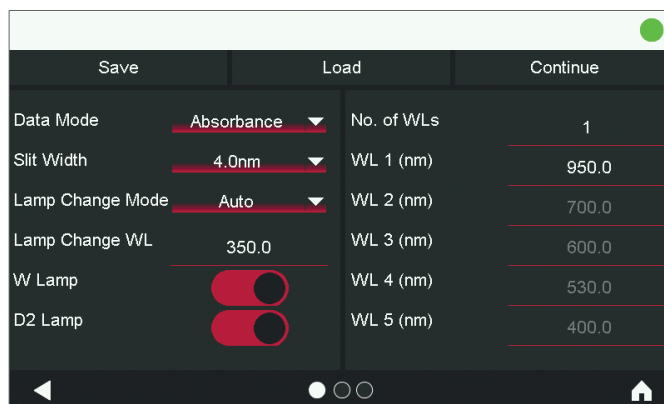 Save Load Continue
Data Mode Absorbance
Slit Width 4.0nm
Lamp Change Mode Auto
Lamp Change WL 350.0
W Lamp
D2 Lamp
No. of WLs 1
WL 1 (nm) 950.0
WL 2 (nm) 700.0
WL 3 (nm) 600.0
WL 4 (nm) 530.0
WL 5 (nm) 400.0